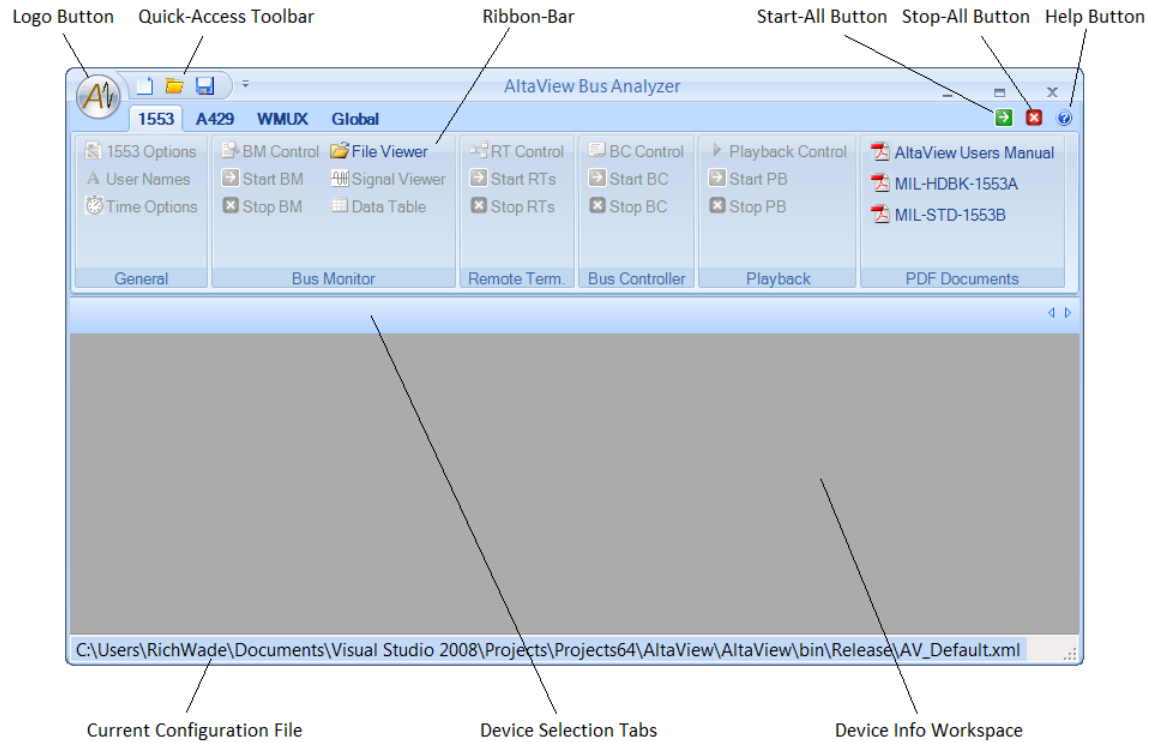 Logo Button Quick-Access Toolbar Ribbon-Bar Start-All Button Stop-All Button Help Button
AltaView Bus Analyzer
1553 A429 WMUX Global
1553 Options BM Control File Viewer RT Control BC Control Playback Control AltaView Users Manual
User Names Start BM Signal Viewer Start RTs Start BC Start PB MIL-HDBK-1553A
Time Options Stop BM Data Table Stop RTs Stop BC Stop PB MIL-STD-1553B
General Bus Monitor Remote Term. Bus Controller Playback PDF Documents
C:\Users\RichWade\Documents\Visual Studio 2008\Projects\Projects64\AltaView\AltaView\bin\Release\AV_Default.xml
Current Configuration File Device Selection Tabs Device Info Workspace